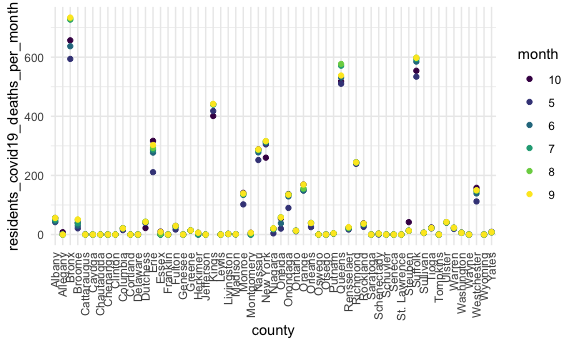 residents_covid19_deaths_per_month
600
400
200
0
Albany
Allegany
Bronx
Broome
Cattaraugus
Cayuga
Chautauqua
Chenango
Clinton
Columbia
Cortland
Delaware
Dutchess
Erie
Essex
Franklin
Fulton
Genesee
Greene
Herkimer
Jefferson
Kings
Lewis
Livingston
Madison
Monroe
Montgomery
Nassau
New York
Niagara
Oneida
Onondaga
Ontario
Orange
Orleans
Oswego
Otsego
Putnam
Queens
Rensselaer
Richmond
Rockland
Saratoga
Schenectady
Schuyler
Seneca
St. Lawrence
Steuben
Suffolk
Sullivan
Tioga
Tompkins
Ulster
Warren
Washington
Wayne
Westchester
Wyoming
Yates
county
month
10
5
6
7
8
9